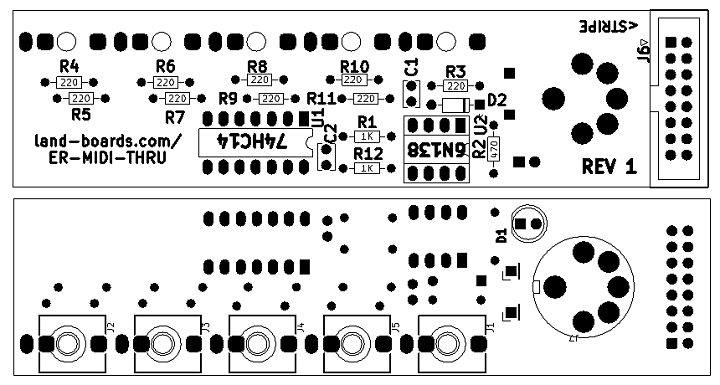 <STRIPE
J6
R4
220
R5
220
R6
220
R7
220
R8
220
R9
220
R10
220
R11
220
C1
R3
220
D2
U1
74HC14
C2
R1
1K
R12
1K
U2
6N138
R2
470
land-boards.com/
ER-MIDI-THRU
REV 1
D1
J2
J3
J4
J5
J1
J7